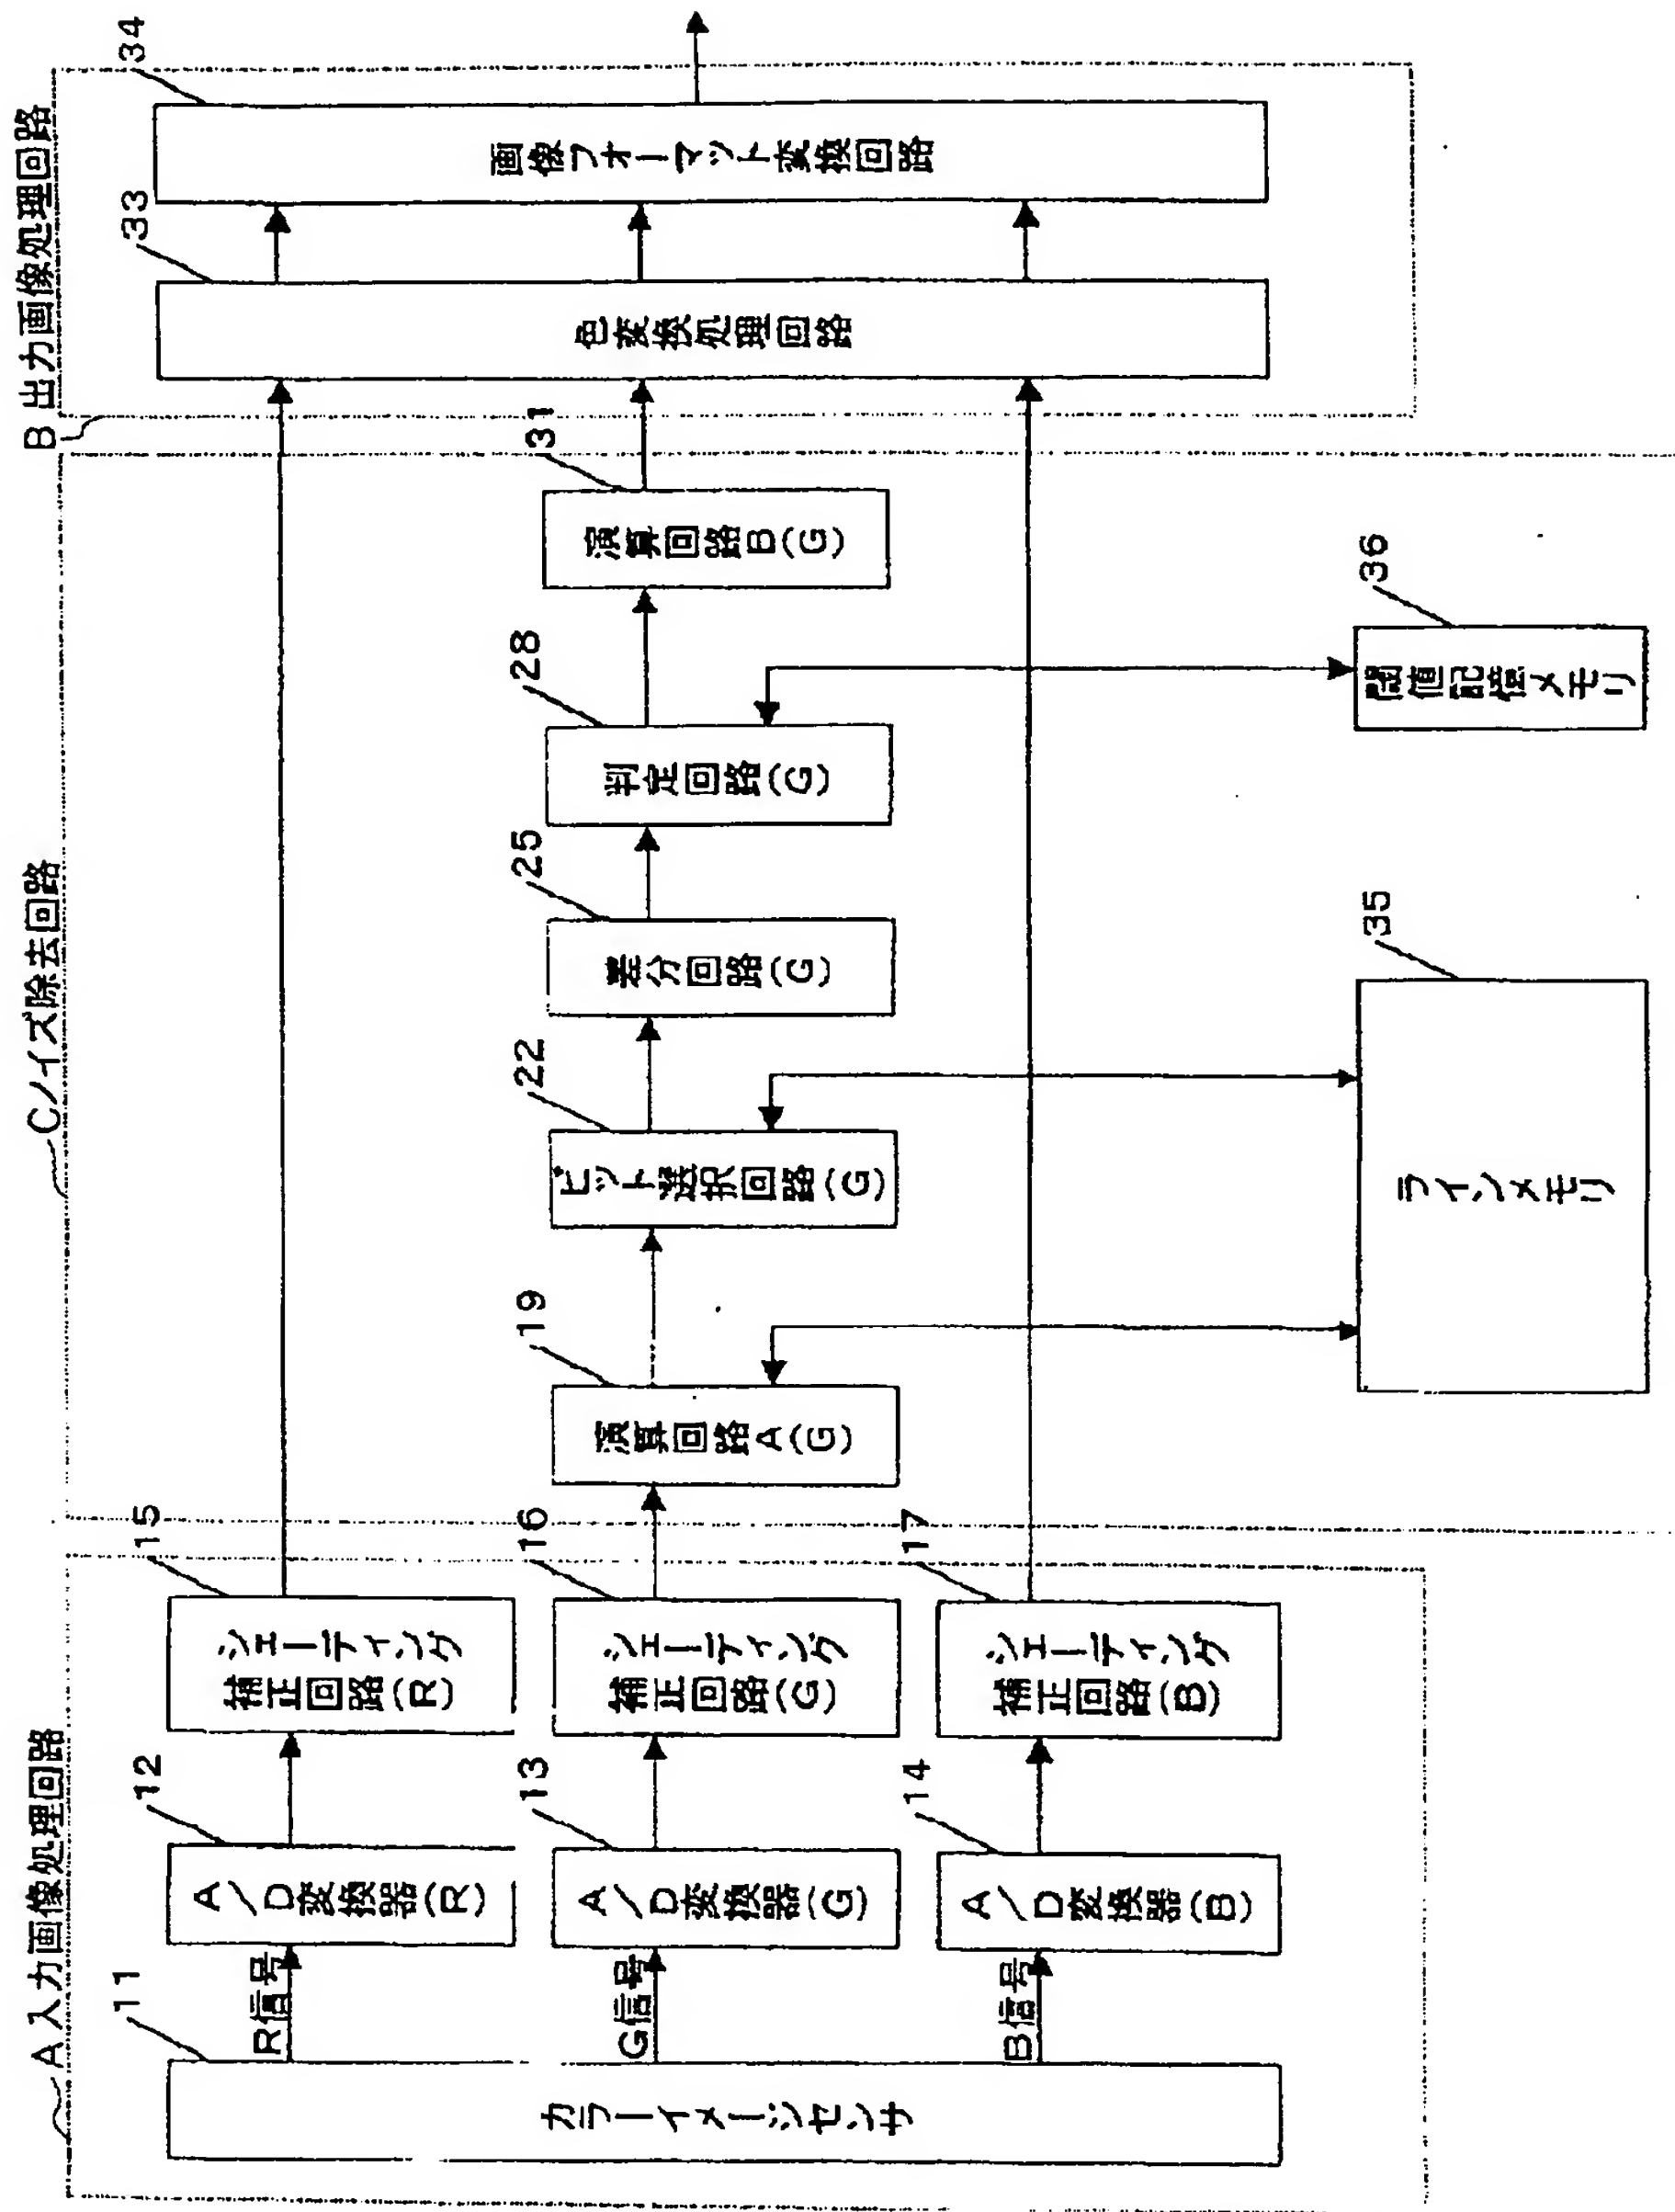 A 入力画像処理回路
11
カラーイメージセンサ
R信号
G信号
B信号
12
A/D変換器(R)
13
A/D変換器(G)
14
A/D変換器(B)
15
シェーディング
補正回路(R)
16
シェーディング
補正回路(G)
17
シェーディング
補正回路(B)
Cノイズ除去回路
19
演算回路A(G)
22
ビット選択回路(G)
25
差分回路(G)
28
判定回路(G)
31
演算回路B(G)
35
ラインメモリ
36
閾値記憶メモリ
B 出力画像処理回路
33
色変換処理回路
34
画像フォーマット変換回路